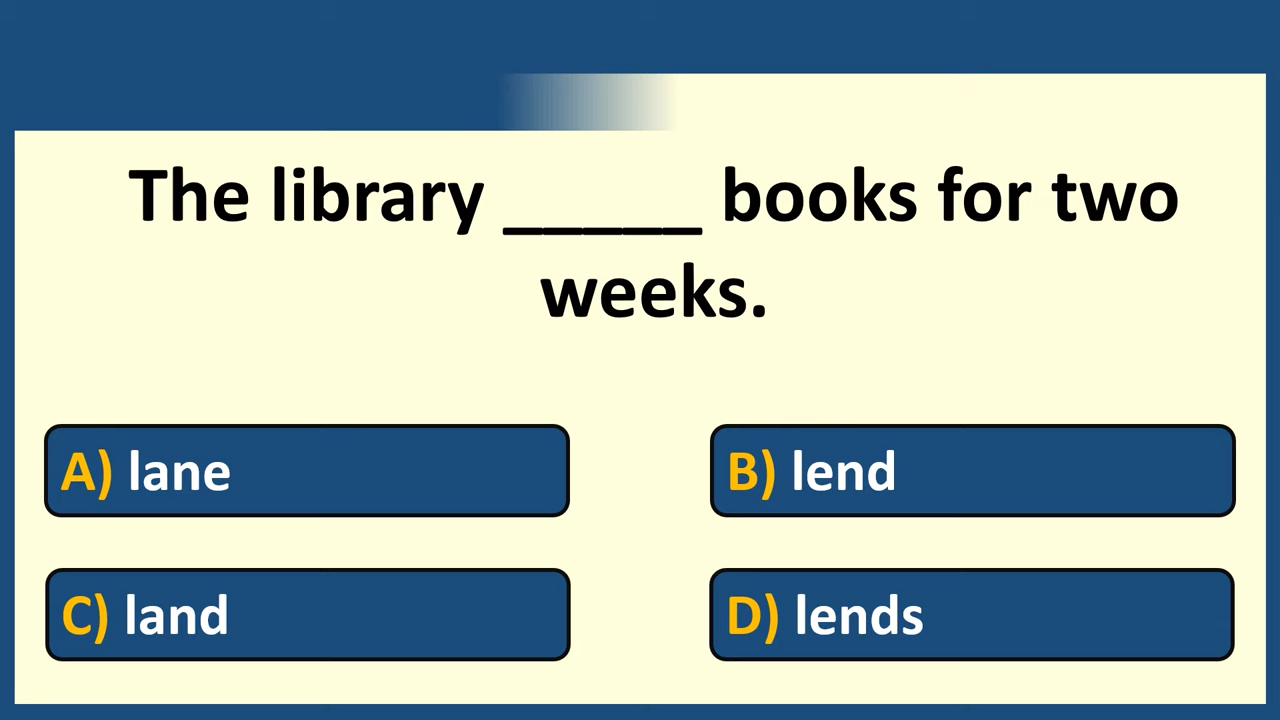 The library _____ books for two
weeks.
A) lane
B) lend
C) land
D) lends